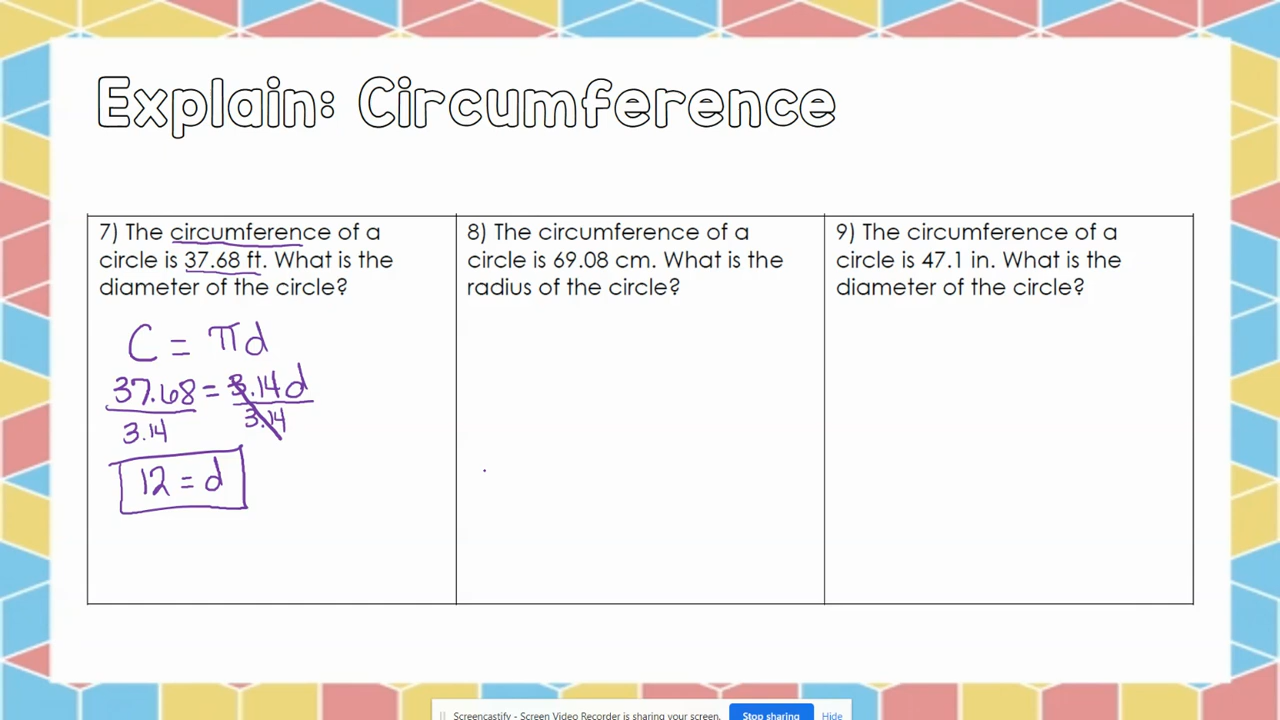 Explain: Circumference
7) The circumference of a
circle is 37.68 ft. What is the
diameter of the circle?
C = πd
37.68 = 3.14d
3.14 3.14
12 = d
8) The circumference of a
circle is 69.08 cm. What is the
radius of the circle?
9) The circumference of a
circle is 47.1 in. What is the
diameter of the circle?
Screencastify - Screen Video Recorder is sharing your screen.
Stop sharing
Hide